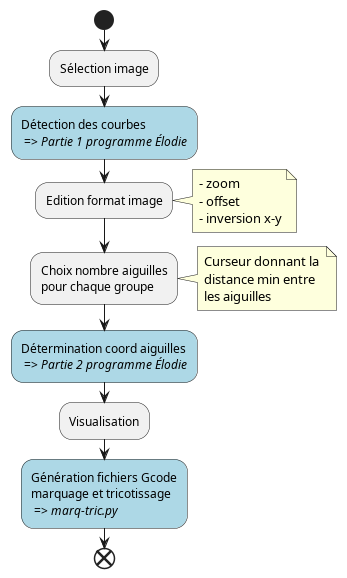 Sélection image
Détection des courbes
=> Partie 1 programme Élodie
Edition format image
- zoom
- offset
- inversion x-y
Choix nombre aiguilles
pour chaque groupe
Curseur donnant la
distance min entre
les aiguilles
Détermination coord aiguilles
=> Partie 2 programme Élodie
Visualisation
Génération fichiers Gcode
marquage et tricotissage
=> marq-tric.py